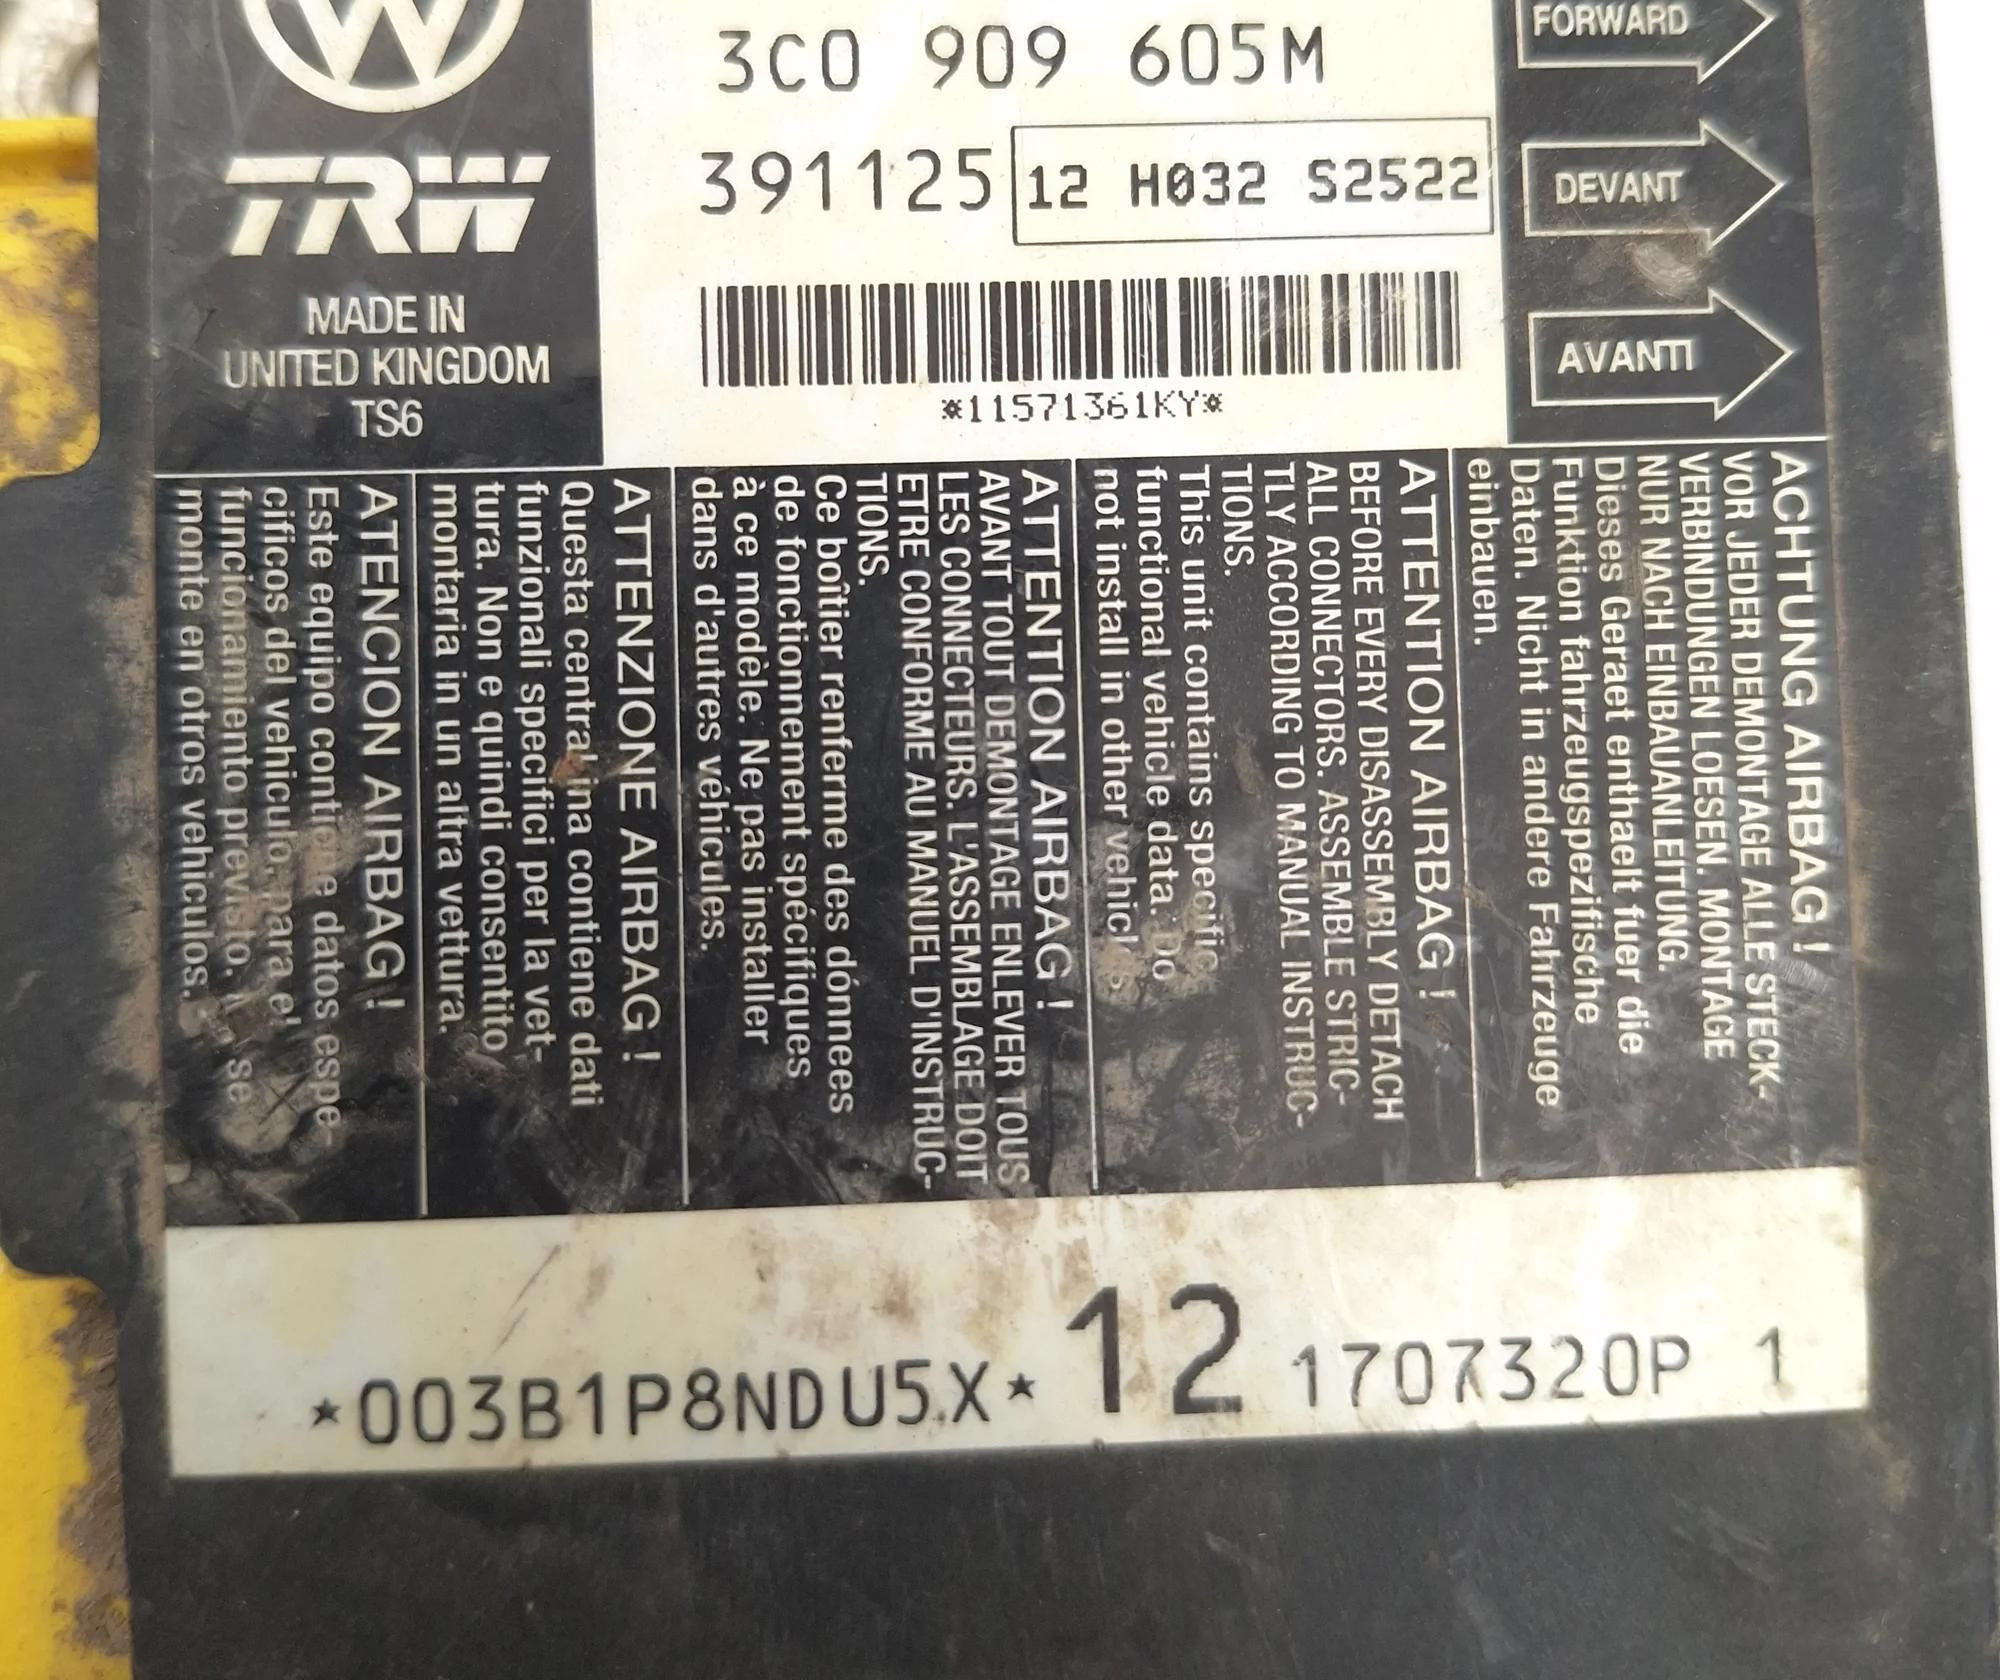 3C0 909 605M
391125
12 H032 S2522
*11571361KY*
TRW
MADE IN
UNITED KINGDOM
TS6
FORWARD
DEVANT
AVANTI
ACHTUNG AIRBAG !
VOR JEDER DEMONTAGE ALLE STECK-
VERBINDUNGEN LOESEN. MONTAGE
NUR NACH EINBAUANLEITUNG.
Dieses Geraet enthaelt fuer die
Funktion fahrzeugspezifische
Daten. Nicht in andere Fahrzeuge
einbauen.
ATTENTION AIRBAG !
BEFORE EVERY DISASSEMBLY DETACH
ALL CONNECTORS. ASSEMBLE STRIC-
TLY ACCORDING TO MANUAL INSTRUC-
TIONS.
This unit contains specific
functional vehicle data. Do
not install in other
ATTENTION AIRBAG !
AVANT TOUT DEMONTAGE ENLEVER TOUS
LES CONNECTEURS. L'ASSEMBLAGE DOIT
ETRE CONFORME AU MANUEL D'INSTRUC-
TIONS.
Ce boîtier renferme des dónnees
de fonctionnement spécifiques
à ce modèle. Ne pas installer
dans d'autres véhicules.
ATTENZIONE AIRBAG !
Questa centralina contiene dati
funzionali specifici per la vet-
tura. Non e quindi consentito
montaria in un altra vettura.
ATENCION AIRBAG !
Este equipo contiene datos espe-
cificos del vehiculo, para el
funcionamiento previsto. se
monte en otros vehiculos.
*003B1P8NDU5X* 12 1707320P 1